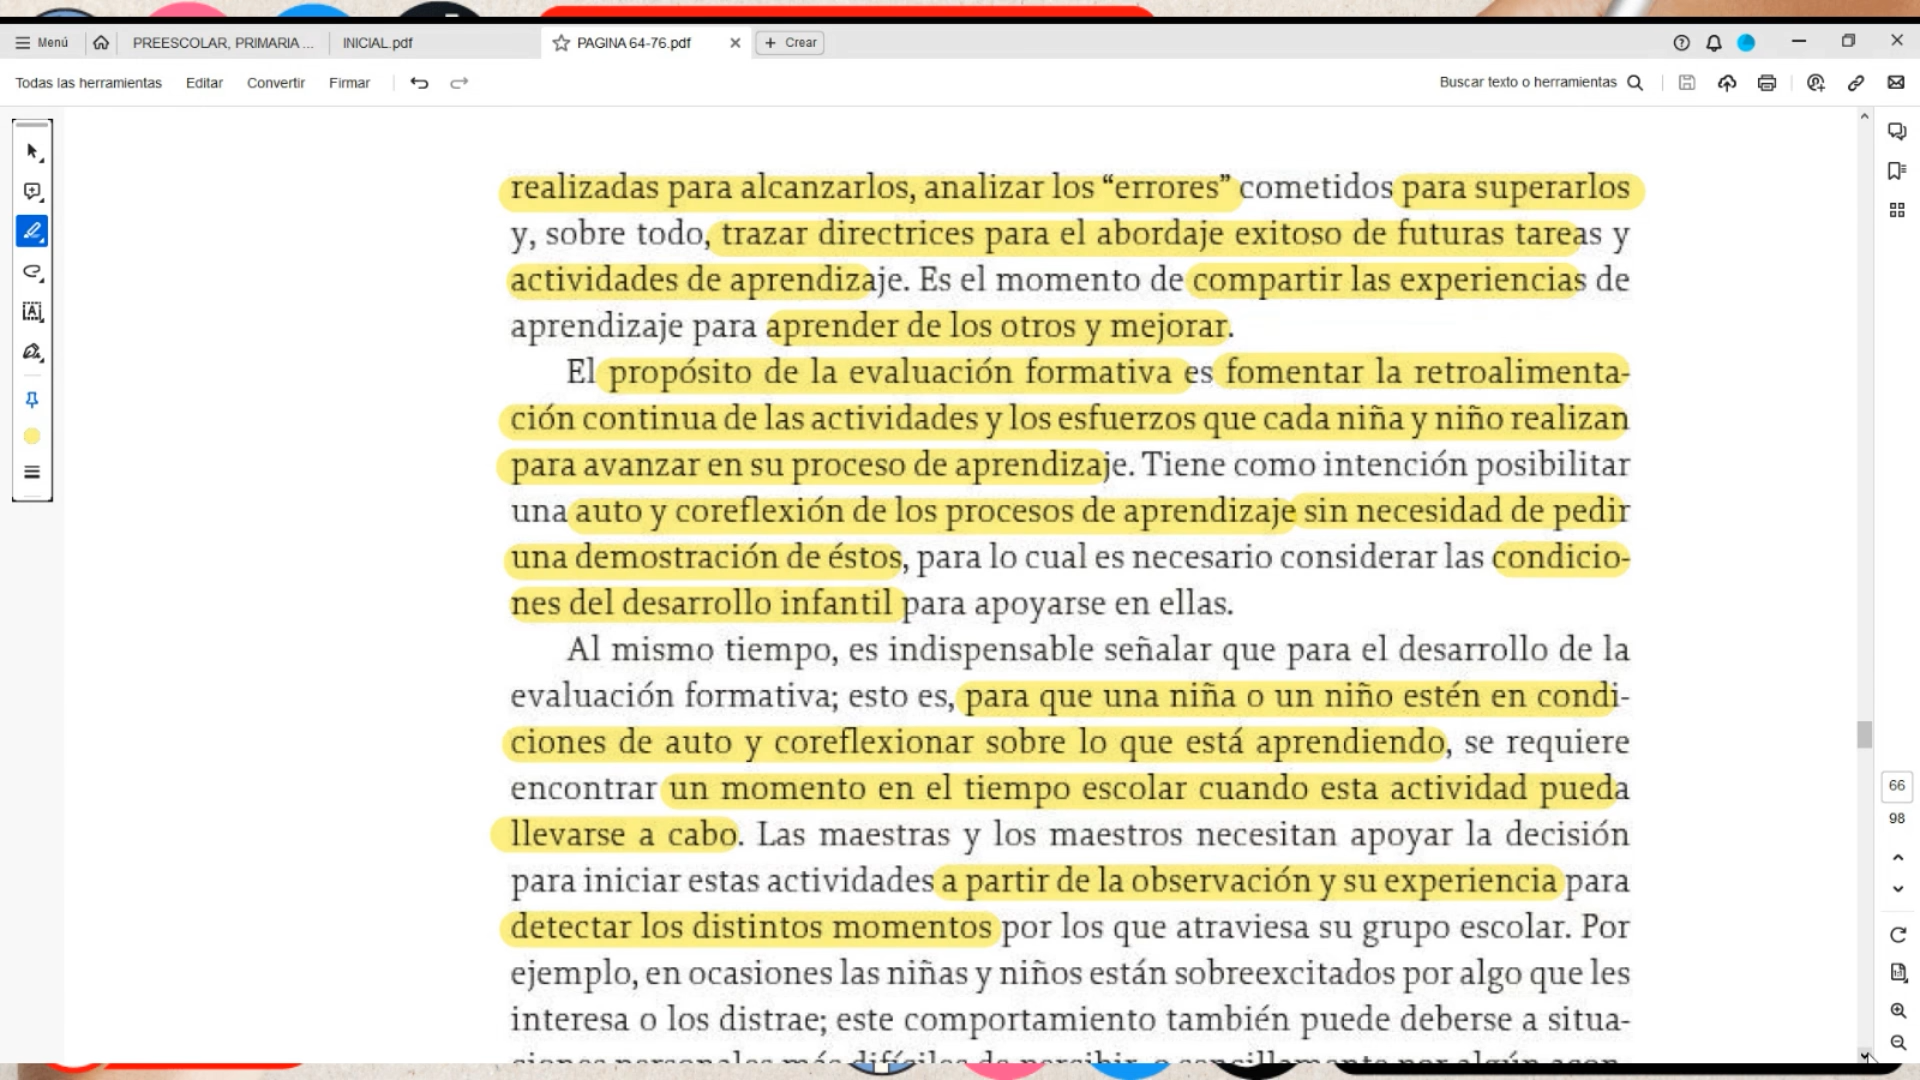 Menú
PREESCOLAR, PRIMARIA ...
INICIAL.pdf
PAGINA 64-76.pdf
+ Crear
Todas las herramientas
Editar
Convertir
Firmar
Buscar texto o herramientas
realizadas para alcanzarlos, analizar los “errores” cometidos para superarlos
y, sobre todo, trazar directrices para el abordaje exitoso de futuras tareas y
actividades de aprendizaje. Es el momento de compartir las experiencias de
aprendizaje para aprender de los otros y mejorar.
El propósito de la evaluación formativa es fomentar la retroalimenta-
ción continua de las actividades y los esfuerzos que cada niña y niño realizan
para avanzar en su proceso de aprendizaje. Tiene como intención posibilitar
una auto y coreflexión de los procesos de aprendizaje sin necesidad de pedir
una demostración de éstos, para lo cual es necesario considerar las condicio-
nes del desarrollo infantil para apoyarse en ellas.
Al mismo tiempo, es indispensable señalar que para el desarrollo de la
evaluación formativa; esto es, para que una niña o un niño estén en condi-
ciones de auto y coreflexionar sobre lo que está aprendiendo, se requiere
encontrar un momento en el tiempo escolar cuando esta actividad pueda
llevarse a cabo. Las maestras y los maestros necesitan apoyar la decisión
para iniciar estas actividades a partir de la observación y su experiencia para
detectar los distintos momentos por los que atraviesa su grupo escolar. Por
ejemplo, en ocasiones las niñas y niños están sobreexcitados por algo que les
interesa o los distrae; este comportamiento también puede deberse a situa-
ciones personales más difíciles de percibir, o sencillamente por algún acon-
66
98